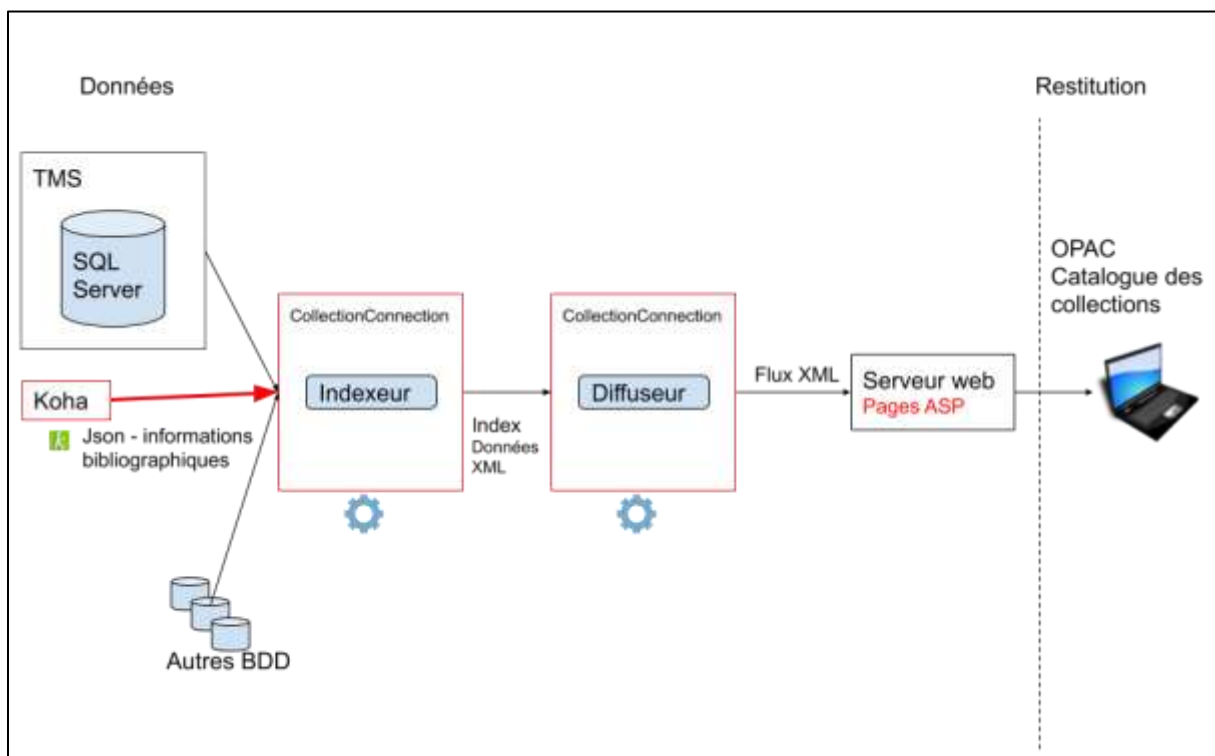 Données
Restitution
TMS
SQL
Server
Koha
Json - informations
bibliographiques
Autres BDD
CollectionConnection
Indexeur
Index
Données
XML
CollectionConnection
Diffuseur
Flux XML
Serveur web
Pages ASP
OPAC
Catalogue des
collections